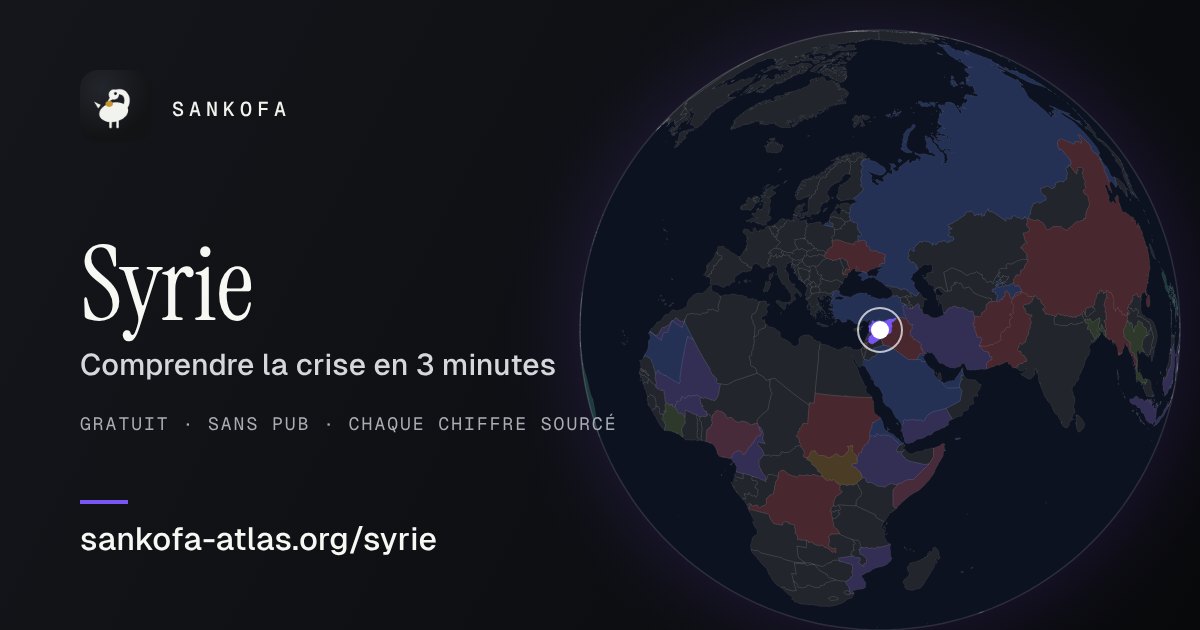 SANKOFA
Syrie
Comprendre la crise en 3 minutes
GRATUIT · SANS PUB · CHAQUE CHIFFRE SOURCÉ
sankofa-atlas.org/syrie